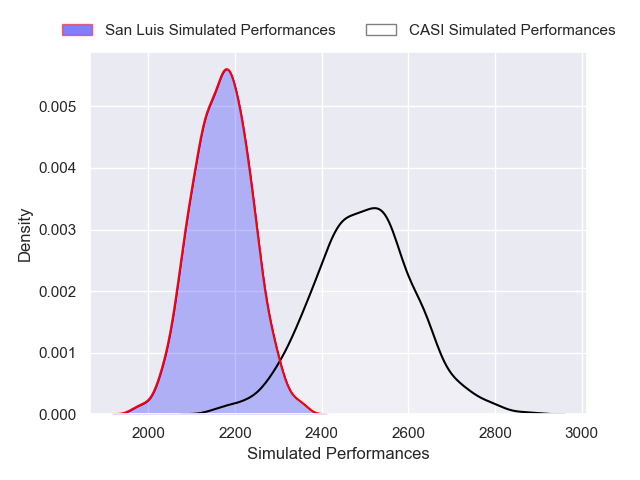 San Luis Simulated Performances CASI Simulated Performances
0.005
0.004
0.003
0.002
0.001
0.000
Density
2000 2200 2400 2600 2800 3000
Simulated Performances